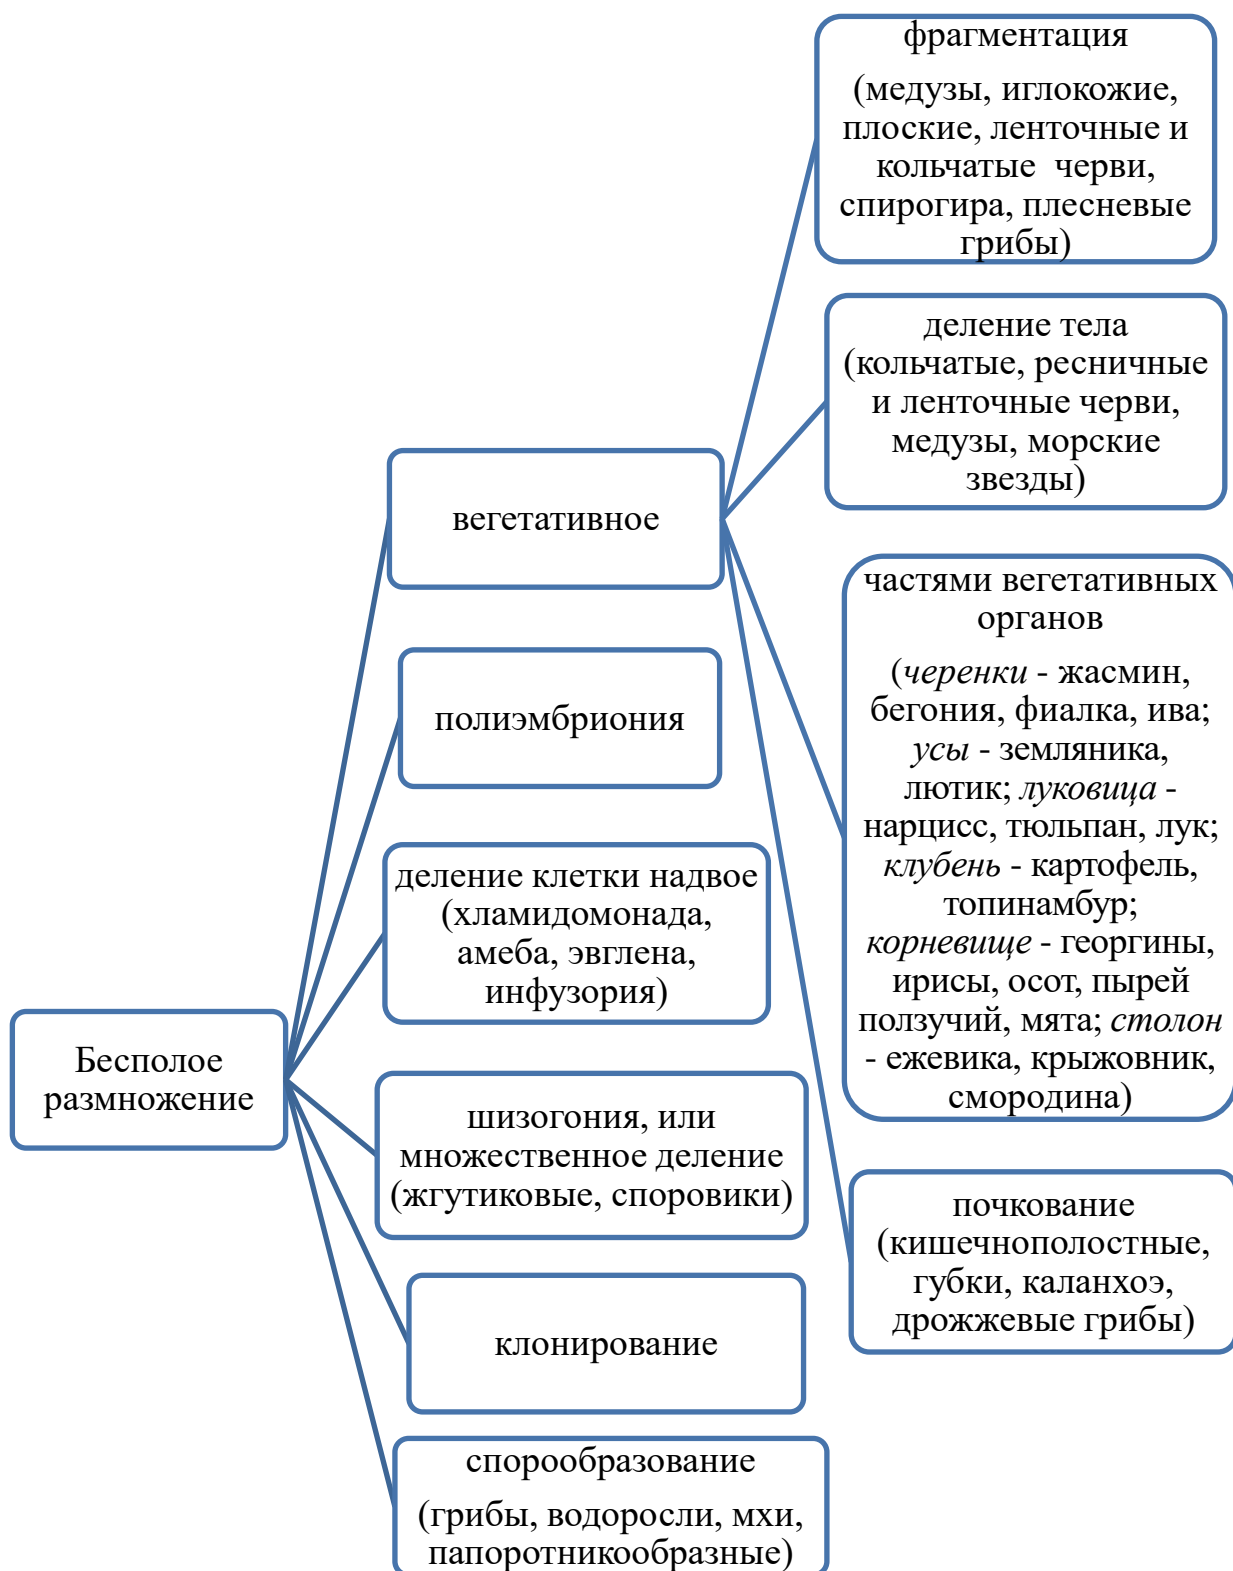 Бесполое
размножение
вегетативное
полиэмбриония
деление клетки надвое
(хламидомонада,
амеба, эвглена,
инфузория)
шизогония, или
множественное деление
(жгутиковые, споровики)
клонирование
спорообразование
(грибы, водоросли, мхи,
папоротникообразные)
фрагментация
(медузы, иглокожие,
плоские, ленточные и
кольчатые черви,
спирогира, плесневые
грибы)
деление тела
(кольчатые, ресничные
и ленточные черви,
медузы, морские
звезды)
частями вегетативных
органов
(черенки - жасмин,
бегония, фиалка, ива;
усы - земляника,
лютик; луковица -
нарцисс, тюльпан, лук;
клубень - картофель,
топинамбур;
корневище - георгины,
ирисы, осот, пырей
ползучий, мята; столон
- ежевика, крыжовник,
смородина)
почкование
(кишечнополостные,
губки, каланхоэ,
дрожжевые грибы)